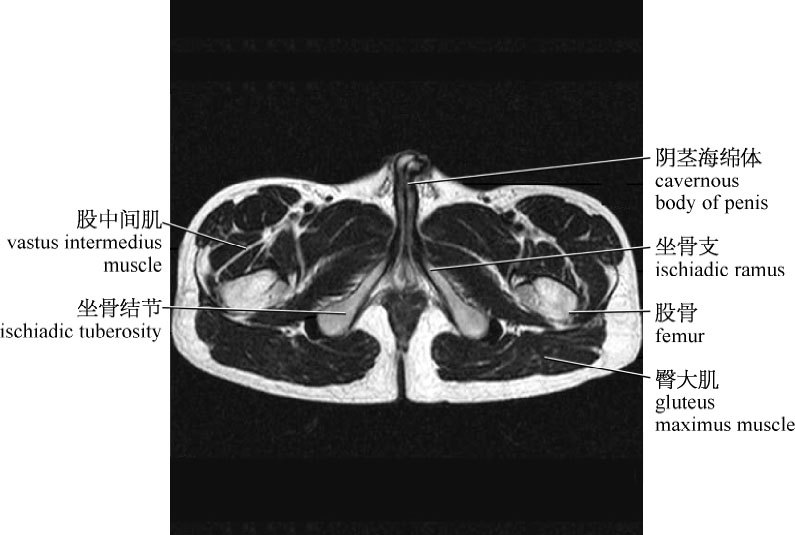 股中间肌
vastus intermedius
muscle
坐骨结节
ischiadic tuberosity
阴茎海绵体
cavernous
body of penis
坐骨支
ischiadic ramus
股骨
femur
臀大肌
gluteus
maximus muscle